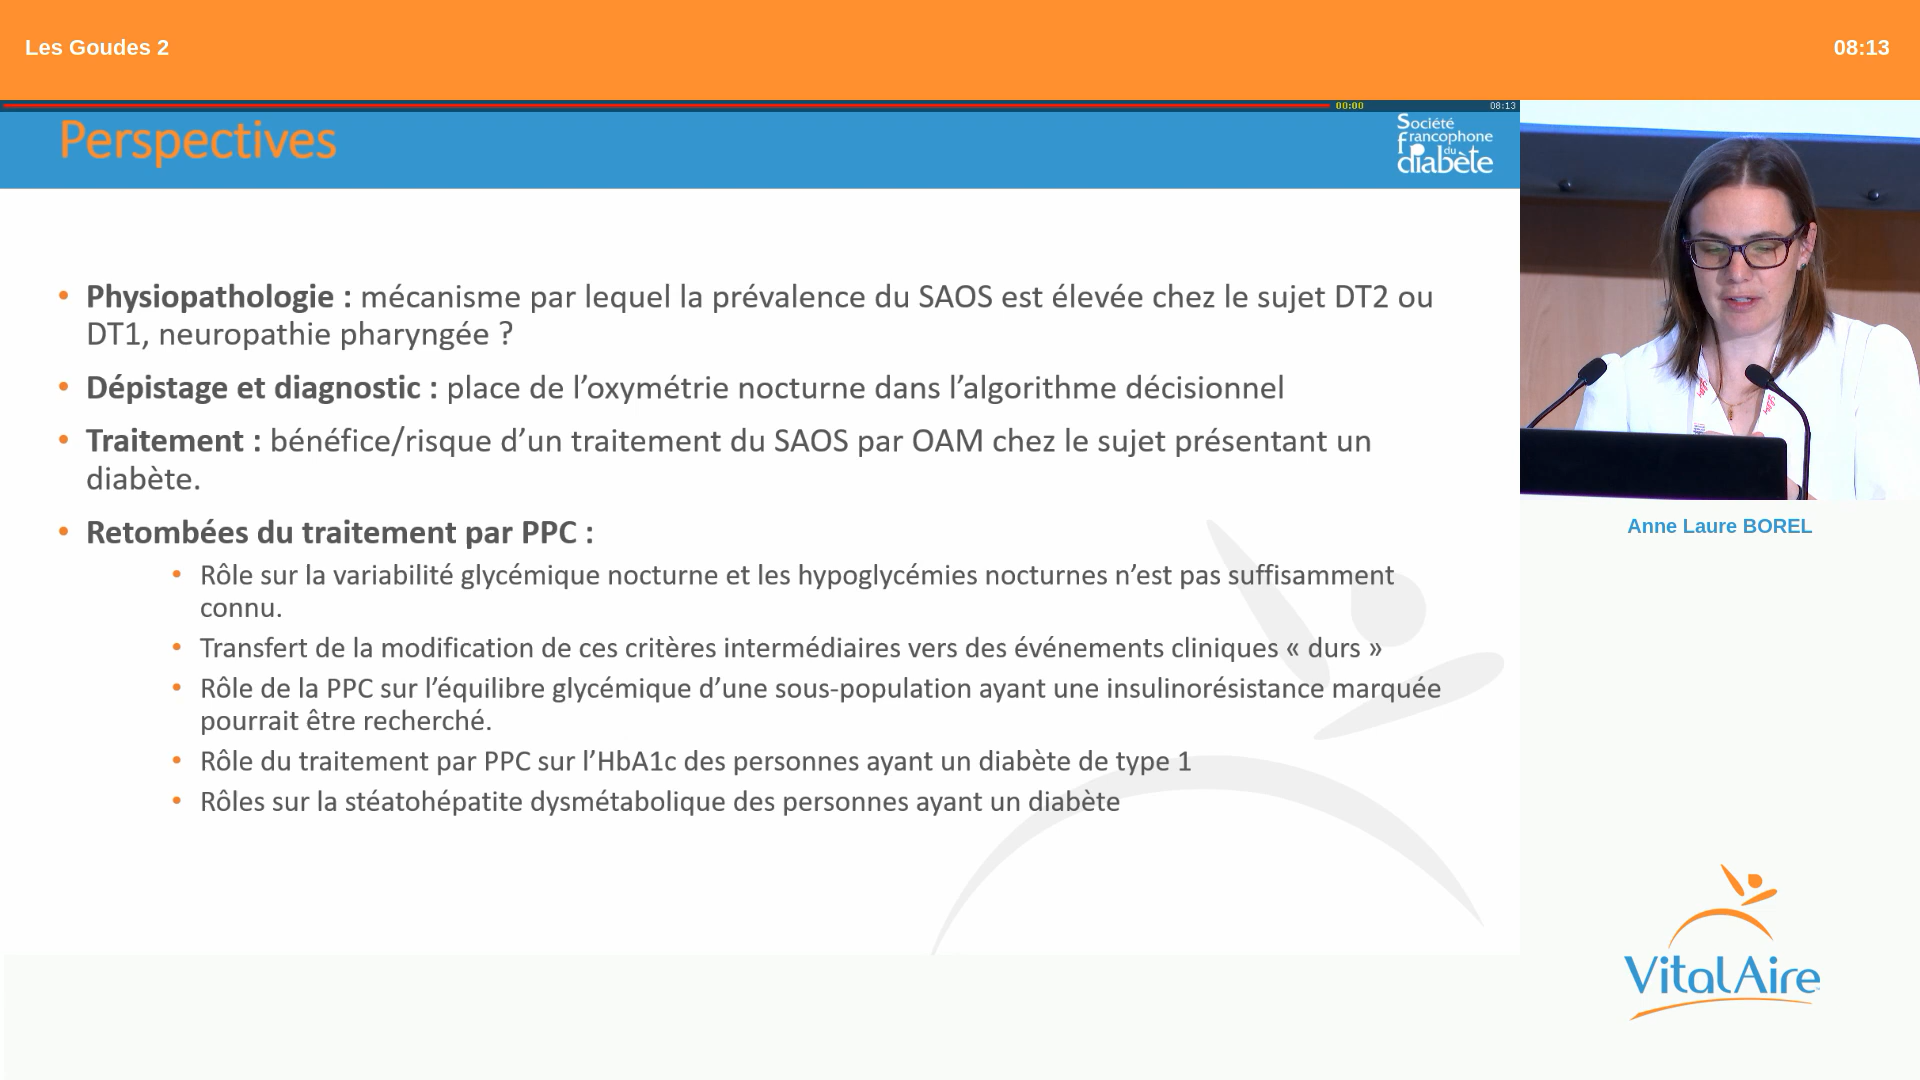 Les Goudes 2
08:13
00:00
08:13
Perspectives
Société
francophone
du
diabète
• Physiopathologie : mécanisme par lequel la prévalence du SAOS est élevée chez le sujet DT2 ou
DT1, neuropathie pharyngée ?
• Dépistage et diagnostic : place de l’oxymétrie nocturne dans l’algorithme décisionnel
• Traitement : bénéfice/risque d’un traitement du SAOS par OAM chez le sujet présentant un
diabète.
• Retombées du traitement par PPC :
• Rôle sur la variabilité glycémique nocturne et les hypoglycémies nocturnes n’est pas suffisamment
connu.
• Transfert de la modification de ces critères intermédiaires vers des événements cliniques « durs »
• Rôle de la PPC sur l’équilibre glycémique d’une sous-population ayant une insulinorésistance marquée
pourrait être recherché.
• Rôle du traitement par PPC sur l’HbA1c des personnes ayant un diabète de type 1
• Rôles sur la stéatohépatite dysmétabolique des personnes ayant un diabète
Anne Laure BOREL
VitalAire